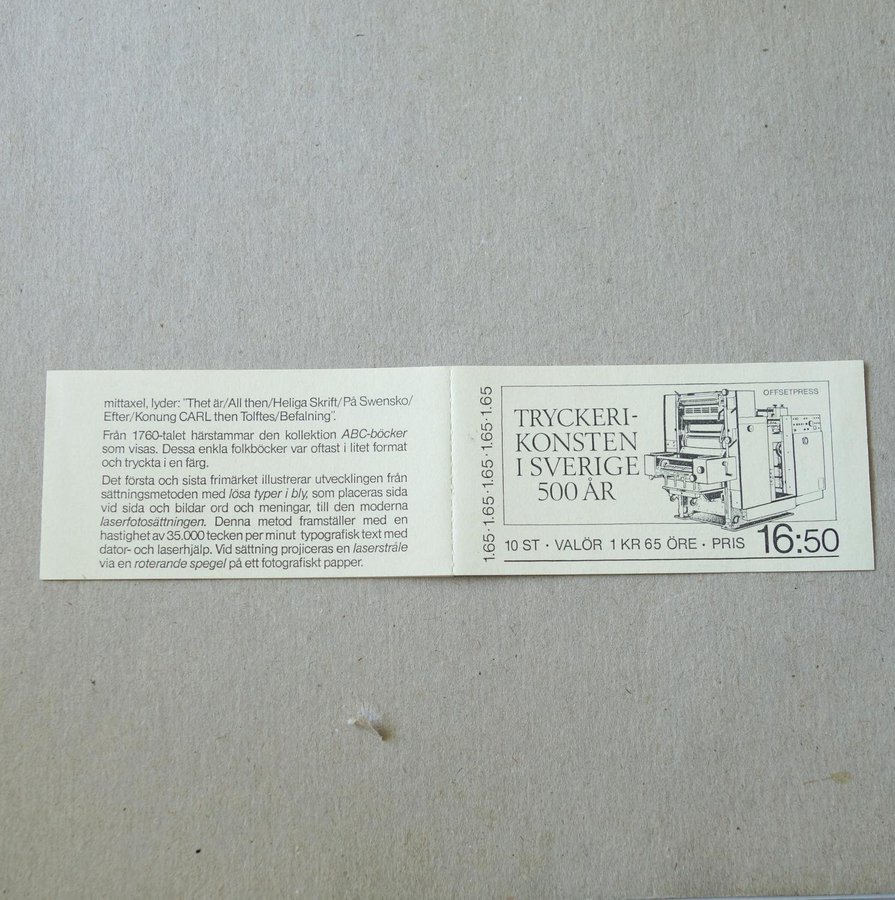 mittaxel, lyder: "Thet är/All then/Heliga Skrift/På Swensko/
Efter/Konung CARL then Tolftes/Befalning".
Från 1760-talet härstammar den kollektion ABC-böcker
som visas. Dessa enkla folkböcker var oftast i litet format
och tryckta i en färg.
Det första och sista frimärket illustrerar utvecklingen från
sättningsmetoden med lösa typer i bly, som placeras sida
vid sida och bildar ord och meningar, till den moderna
laserfotosättningen. Denna metod framställer med en
hastighet av 35.000 tecken per minut typografisk text med
dator- och laserhjälp. Vid sättning projiceras en laserstråle
via en roterande spegel på ett fotografiskt papper.
1.65·1.65·1.65·1.65·1.65
OFFSETPRESS
TRYCKERI-
KONSTEN
I SVERIGE
500 ÅR
10 ST · VALÖR 1 KR 65 ÖRE · PRIS 16:50